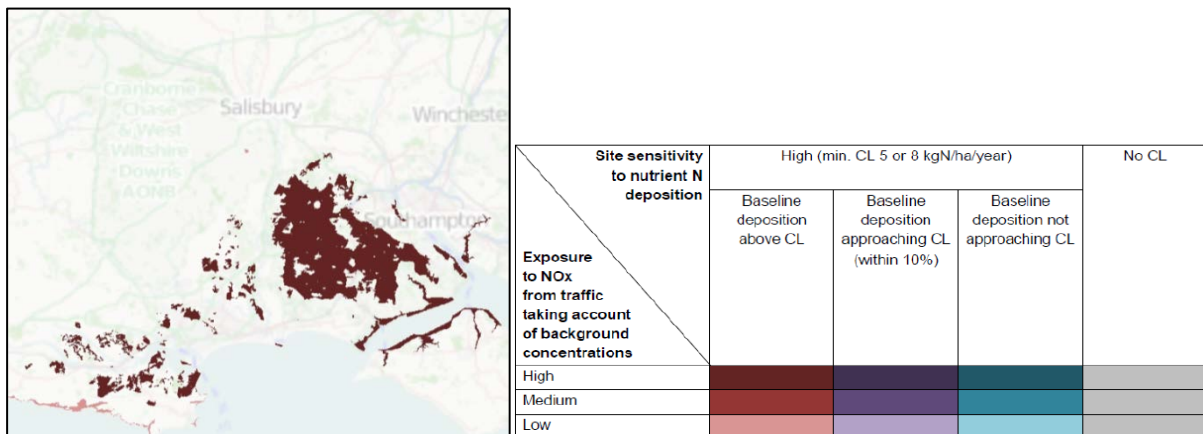 Cranborne
Chase
& West
Wiltshire
Downs
AONB
Salisbury
Wincheste
Southampton
Site sensitivity
to nutrient N
deposition
Exposure
to NOx
from traffic
taking account
of background
concentrations
High (min. CL 5 or 8 kgN/ha/year)
No CL
Baseline
deposition
above CL
Baseline
deposition
approaching CL
(within 10%)
Baseline
deposition not
approaching CL
High
Medium
Low